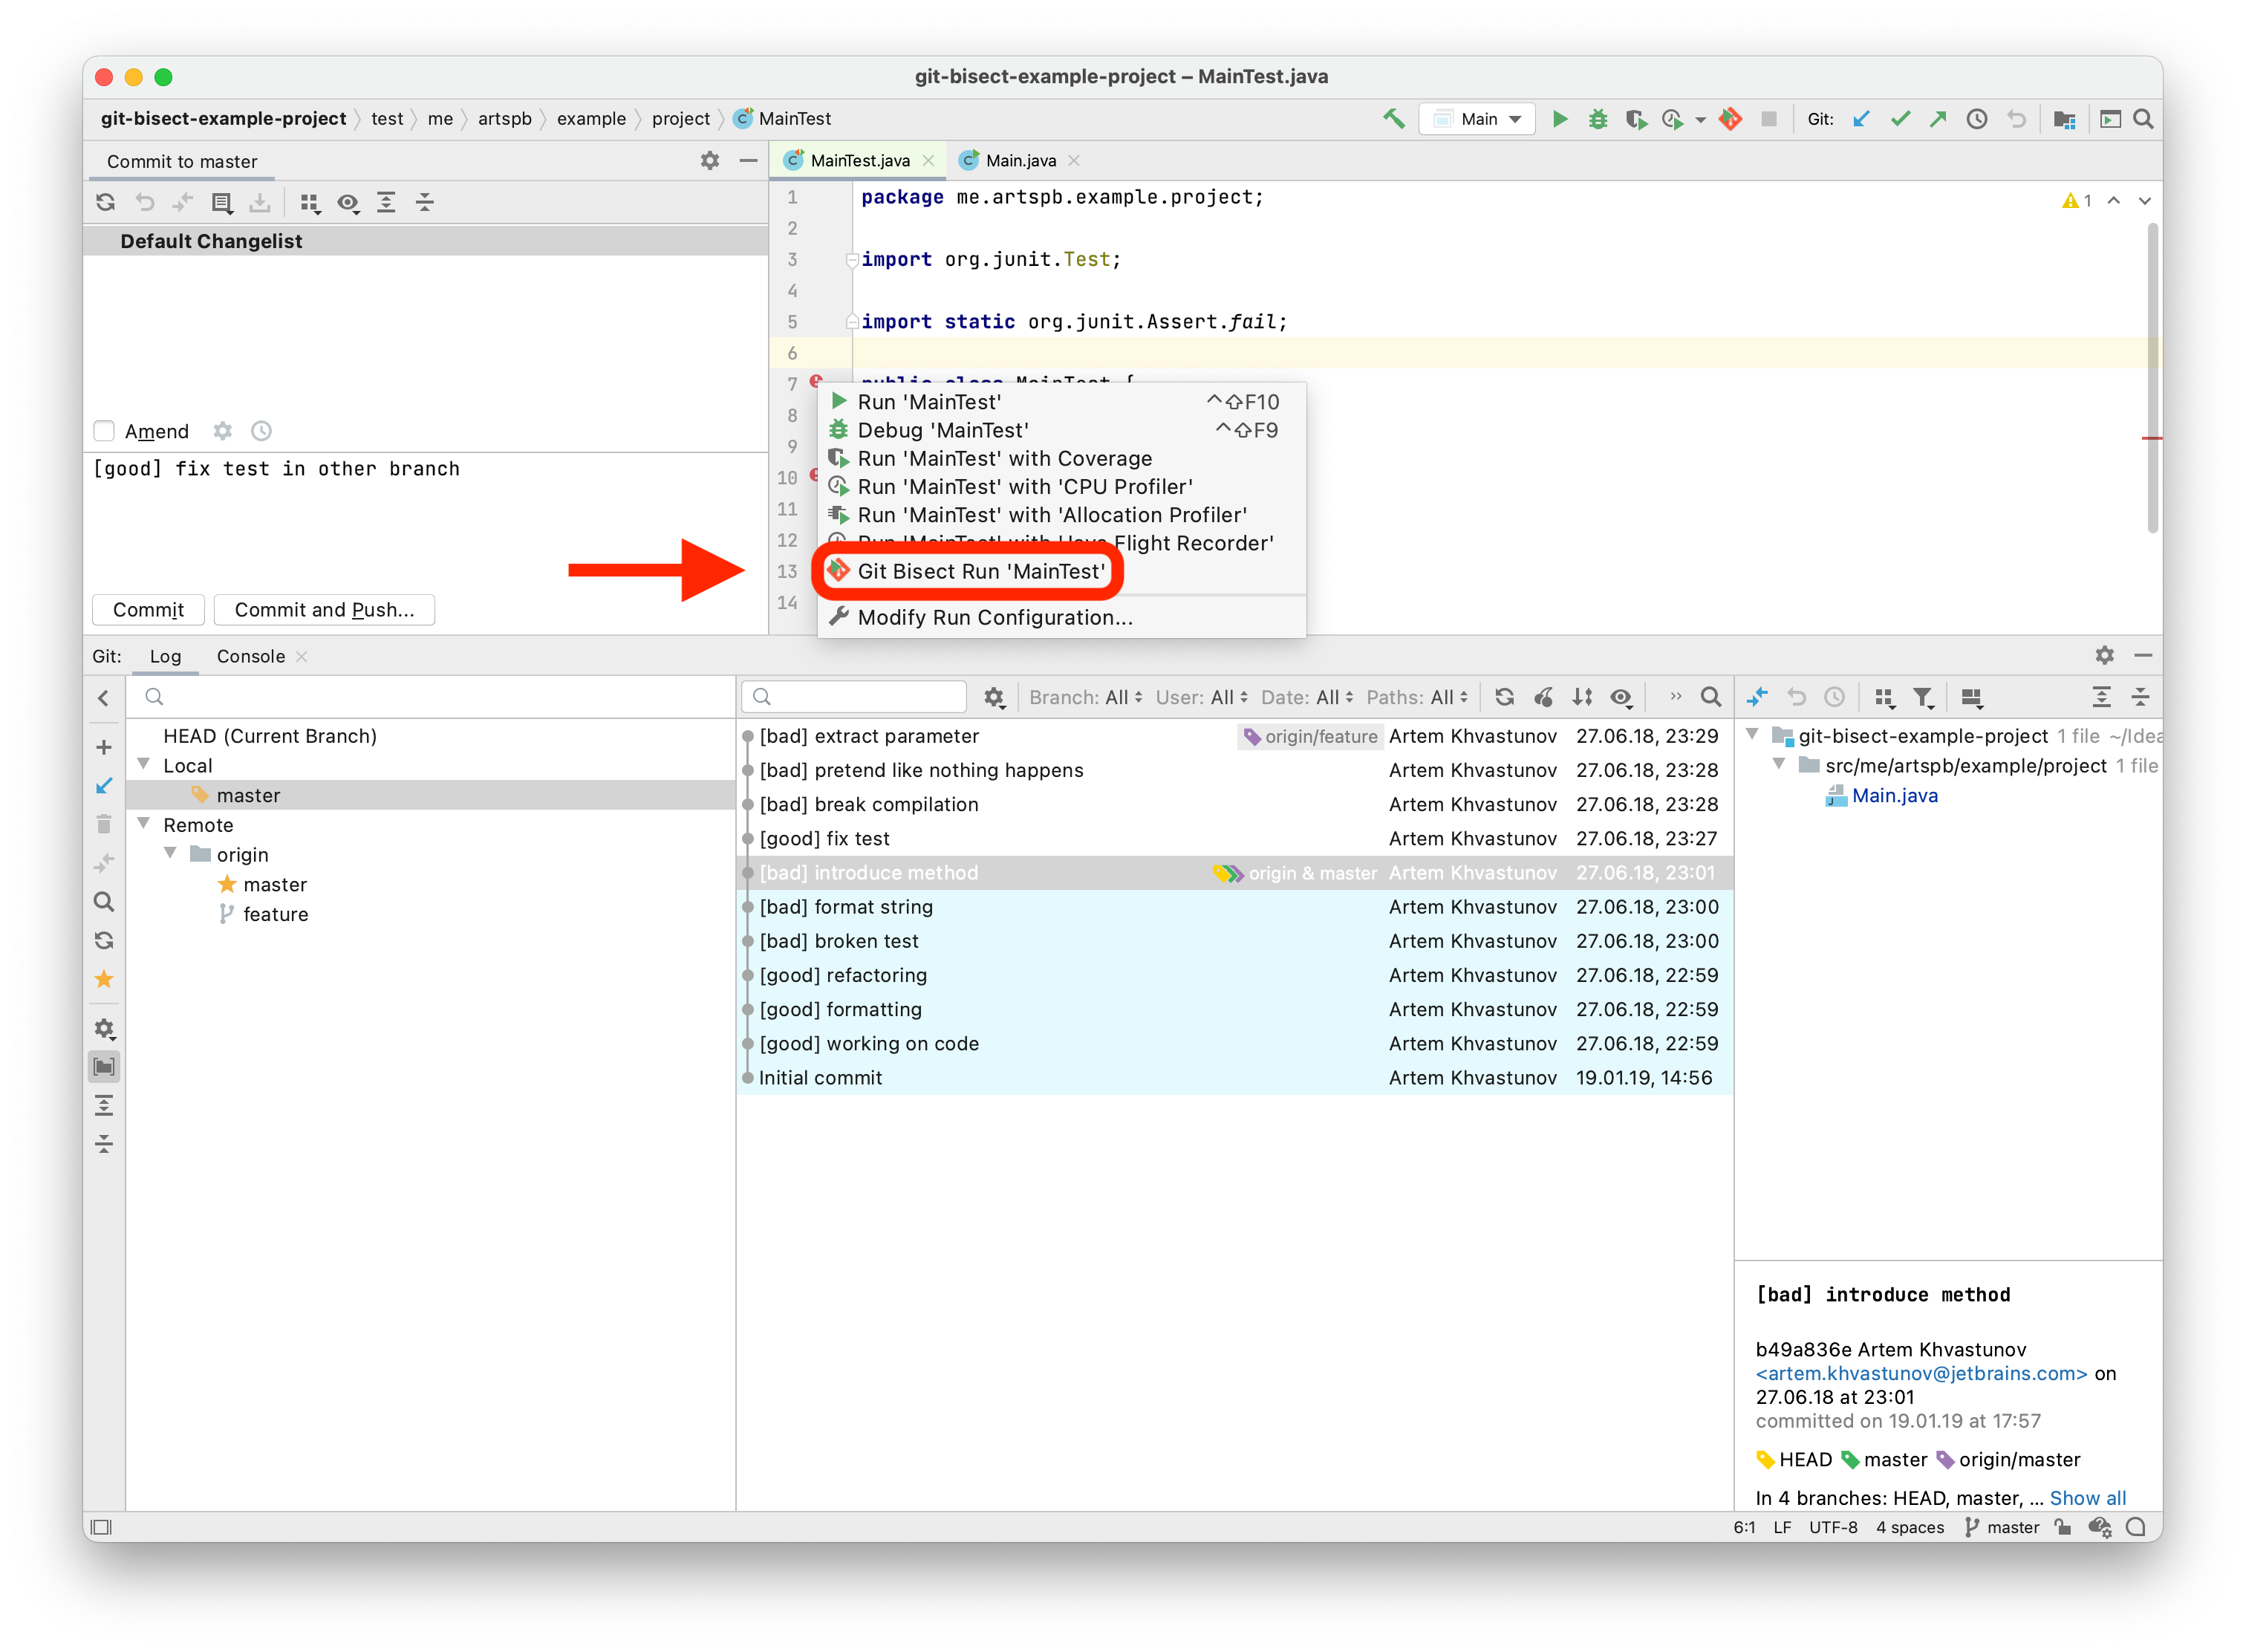 git-bisect-example-project – MainTest.java
git-bisect-example-project test me artspb example project MainTest
Main
Git:
Commit to master
MainTest.java Main.java
Default Changelist
Amend
[good] fix test in other branch
Commit Commit and Push...
1 package me.artspb.example.project;
1
2
3 import org.junit.Test;
4
5 import static org.junit.Assert.fail;
6
7 public class MainTest {
8
9
10
11
12
13
14
Run 'MainTest' ^⇧F10
Debug 'MainTest' ^⇧F9
Run 'MainTest' with Coverage
Run 'MainTest' with 'CPU Profiler'
Run 'MainTest' with 'Allocation Profiler'
Run 'MainTest' with 'Java Flight Recorder'
Git Bisect Run 'MainTest'
Modify Run Configuration...
Git: Log Console
HEAD (Current Branch)
Local
master
Remote
origin
master
feature
Branch: All User: All Date: All Paths: All
[bad] extract parameter origin/feature Artem Khvastunov 27.06.18, 23:29
[bad] pretend like nothing happens Artem Khvastunov 27.06.18, 23:28
[bad] break compilation Artem Khvastunov 27.06.18, 23:28
[good] fix test Artem Khvastunov 27.06.18, 23:27
[bad] introduce method origin & master Artem Khvastunov 27.06.18, 23:01
[bad] format string Artem Khvastunov 27.06.18, 23:00
[bad] broken test Artem Khvastunov 27.06.18, 23:00
[good] refactoring Artem Khvastunov 27.06.18, 22:59
[good] formatting Artem Khvastunov 27.06.18, 22:59
[good] working on code Artem Khvastunov 27.06.18, 22:59
Initial commit Artem Khvastunov 19.01.19, 14:56
git-bisect-example-project 1 file ~/Idea
src/me/artspb/example/project 1 file
Main.java
[bad] introduce method
b49a836e Artem Khvastunov
<artem.khvastunov@jetbrains.com> on
27.06.18 at 23:01
committed on 19.01.19 at 17:57
HEAD master origin/master
In 4 branches: HEAD, master, ... Show all
6:1 LF UTF-8 4 spaces master